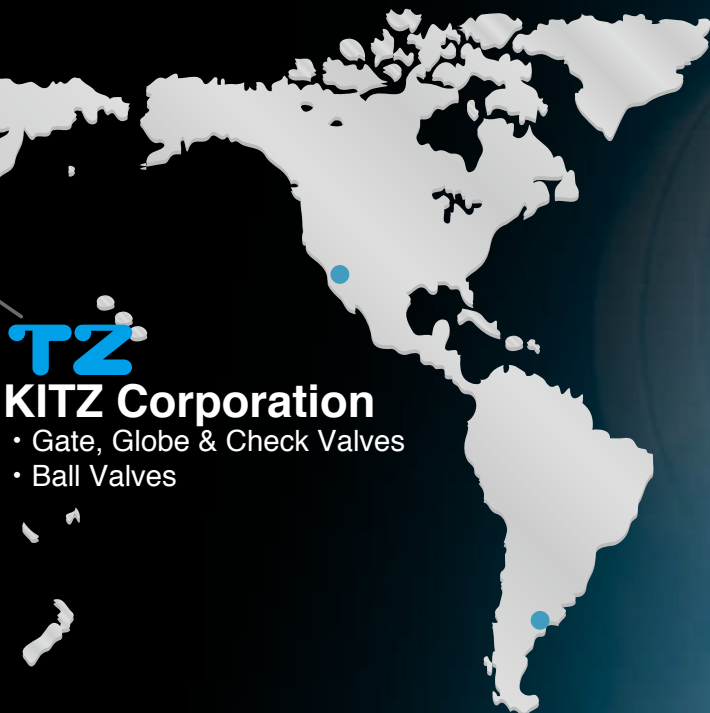 TZ
KITZ Corporation
・Gate, Globe & Check Valves
・Ball Valves